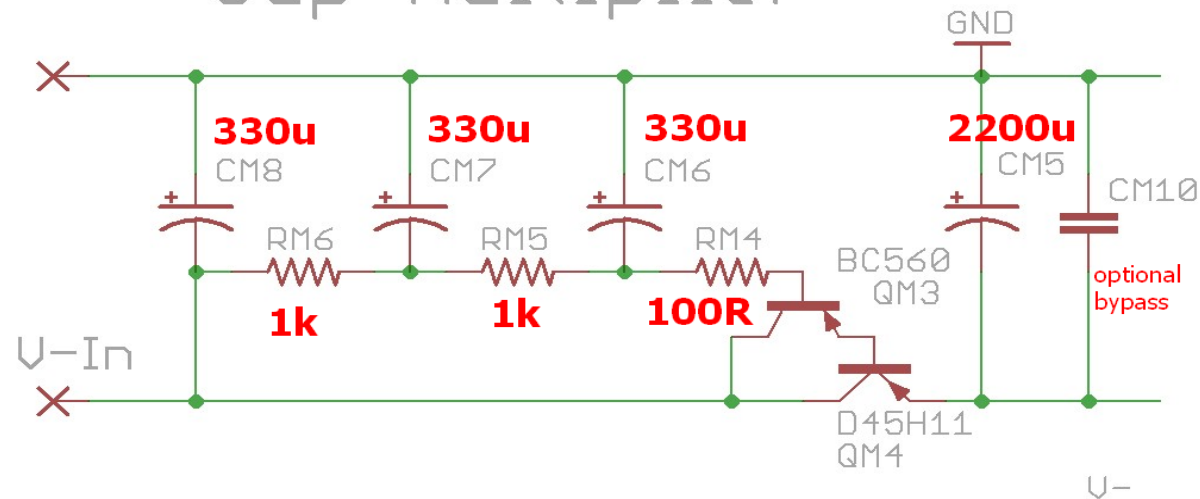 GND
330u
330u
330u
2200u
CM8
CM7
CM6
CM5
CM10
RM6
RM5
RM4
BC560
QM3
optional
bypass
1k
1k
100R
V-In
D45H11
QM4
V-